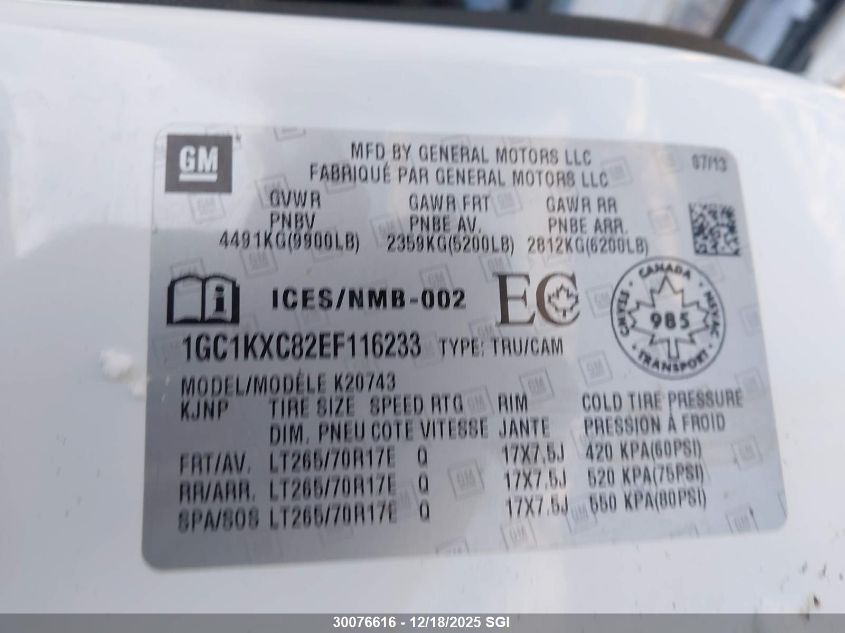 GM
MFD BY GENERAL MOTORS LLC 07/13
FABRIQUÉ PAR GENERAL MOTORS LLC
GVWR GAWR FRT GAWR RR
PNBV PNBE AV. PNBE ARR.
4491KG(9900LB) 2359KG(5200LB) 2812KG(6200LB)
i ICES/NMB-002 EC
CANADA
985
TRANSPORT
CMVSS NSVAC
1GC1KXC82EF116233 TYPE: TRU/CAM
MODEL/MODÈLE K20743
KJNP TIRE SIZE SPEED RTG RIM COLD TIRE PRESSURE
DIM. PNEU COTE VITESSE JANTE PRESSION À FROID
FRT/AV. LT265/70R17E Q 17X7.5J 420 KPA(60PSI)
RR/ARR. LT265/70R17E Q 17X7.5J 520 KPA(75PSI)
SPA/SOS LT265/70R17E Q 17X7.5J 550 KPA(80PSI)
30076616 - 12/18/2025 SGI